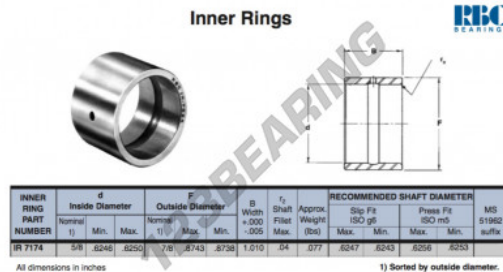 Inner Rings
RBC
BEARINGS
B
r
d
F
123BEARING
INNER RING PART NUMBER
d Inside Diameter
F Outside Diameter
B Width +.000 -.005
r₂ Shaft Fillet Max.
Approx. Weight (lbs)
RECOMMENDED SHAFT DIAMETER
Slip Fit ISO g6
Press Fit ISO m5
MS 51962 suffix
Nominal 1) Min. Max. Nominal 1) Min. Max. Max. Min. Max. Min.
IR 7174 5/8 .6246 .6250 7/8 .8743 .8738 1.010 .04 .077 .6247 .6243 .6256 .6253
All dimensions in inches
1) Sorted by outside diameter.